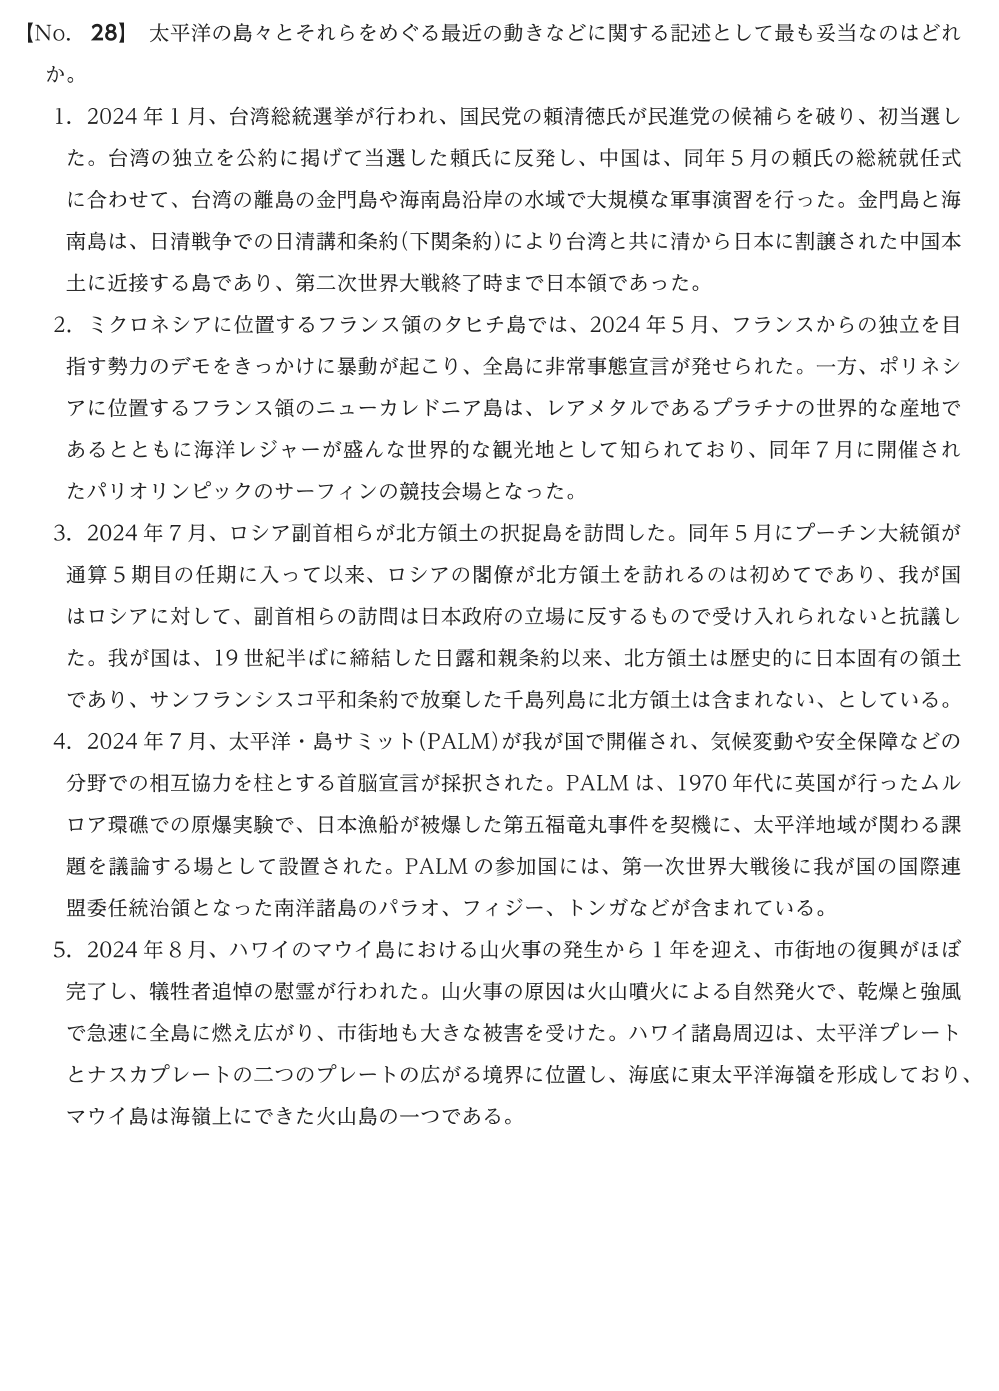 【No. 28】 太平洋の島々とそれらをめぐる最近の動きなどに関する記述として最も妥当なのはどれ
か。
1. 2024年1月、台湾総統選挙が行われ、国民党の頼清徳氏が民進党の候補らを破り、初当選し
た。台湾の独立を公約に掲げて当選した頼氏に反発し、中国は、同年5月の頼氏の総統就任式
に合わせて、台湾の離島の金門島や海南島沿岸の水域で大規模な軍事演習を行った。金門島と海
南島は、日清戦争での日清講和条約(下関条約)により台湾と共に清から日本に割譲された中国本
土に近接する島であり、第二次世界大戦終了時まで日本領であった。
2. ミクロネシアに位置するフランス領のタヒチ島では、2024年5月、フランスからの独立を目
指す勢力のデモをきっかけに暴動が起こり、全島に非常事態宣言が発せられた。一方、ポリネシ
アに位置するフランス領のニューカレドニア島は、レアメタルであるプラチナの世界的な産地で
あるとともに海洋レジャーが盛んな世界的な観光地として知られており、同年7月に開催され
たパリオリンピックのサーフィンの競技会場となった。
3. 2024年7月、ロシア副首相らが北方領土の択捉島を訪問した。同年5月にプーチン大統領が
通算5期目の任期に入って以来、ロシアの閣僚が北方領土を訪れるのは初めてであり、我が国
はロシアに対して、副首相らの訪問は日本政府の立場に反するもので受け入れられないと抗議し
た。我が国は、19世紀半ばに締結した日露和親条約以来、北方領土は歴史的に日本固有の領土
であり、サンフランシスコ平和条約で放棄した千島列島に北方領土は含まれない、としている。
4. 2024年7月、太平洋・島サミット(PALM)が我が国で開催され、気候変動や安全保障などの
分野での相互協力を柱とする首脳宣言が採択された。PALMは、1970年代に英国が行ったムル
ロア環礁での原爆実験で、日本漁船が被爆した第五福竜丸事件を契機に、太平洋地域が関わる課
題を議論する場として設置された。PALMの参加国には、第一次世界大戦後に我が国の国際連
盟委任統治領となった南洋諸島のパラオ、フィジー、トンガなどが含まれている。
5. 2024年8月、ハワイのマウイ島における山火事の発生から1年を迎え、市街地の復興がほぼ
完了し、犠牲者追悼の慰霊が行われた。山火事の原因は火山噴火による自然発火で、乾燥と強風
で急速に全島に燃え広がり、市街地も大きな被害を受けた。ハワイ諸島周辺は、太平洋プレート
とナスカプレートの二つのプレートの広がる境界に位置し、海底に東太平洋海嶺を形成しており、
マウイ島は海嶺上にできた火山島の一つである。